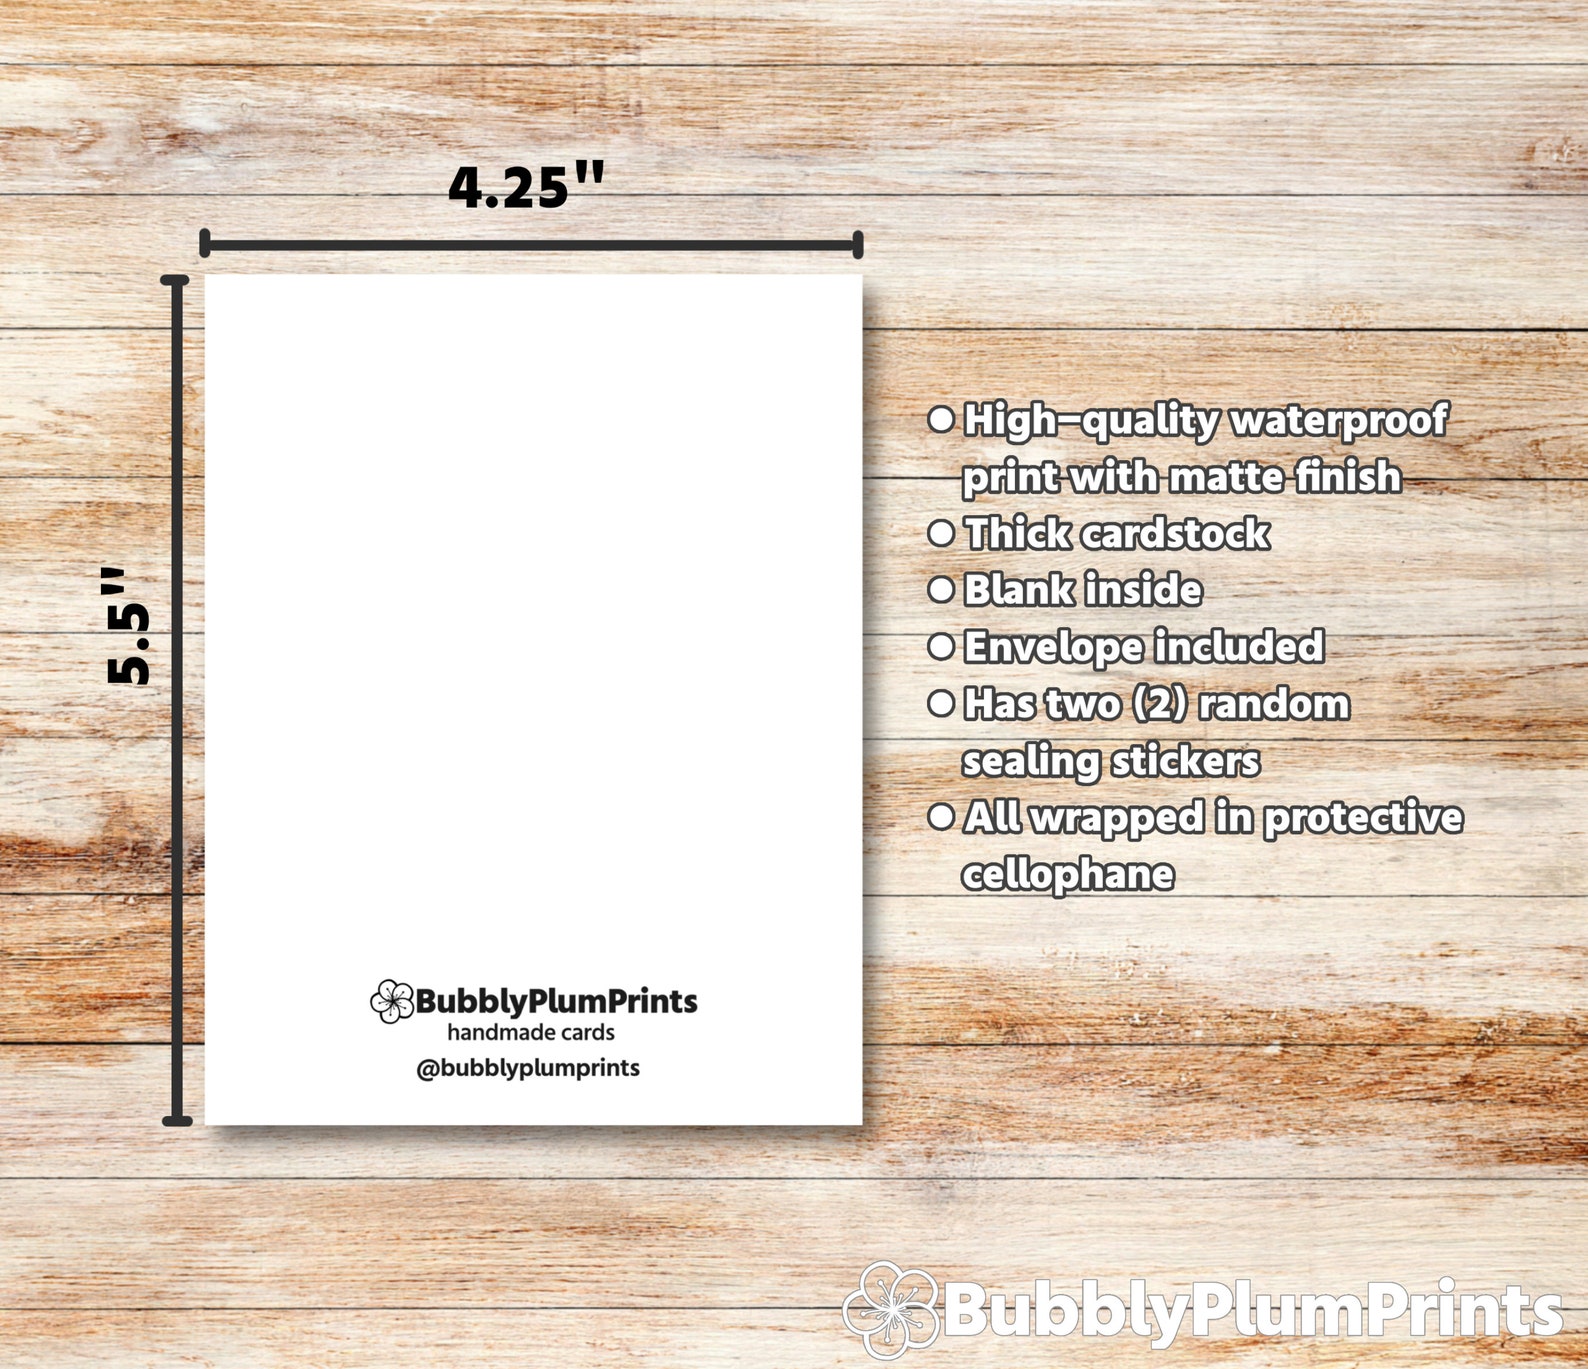 4.25"
5.5"
● High-quality waterproof
print with matte finish
● Thick cardstock
● Blank inside
● Envelope included
● Has two (2) random
sealing stickers
● All wrapped in protective
cellophane
BubblyPlumPrints
handmade cards
@bubblyplumprints
BubblyPlumPrints